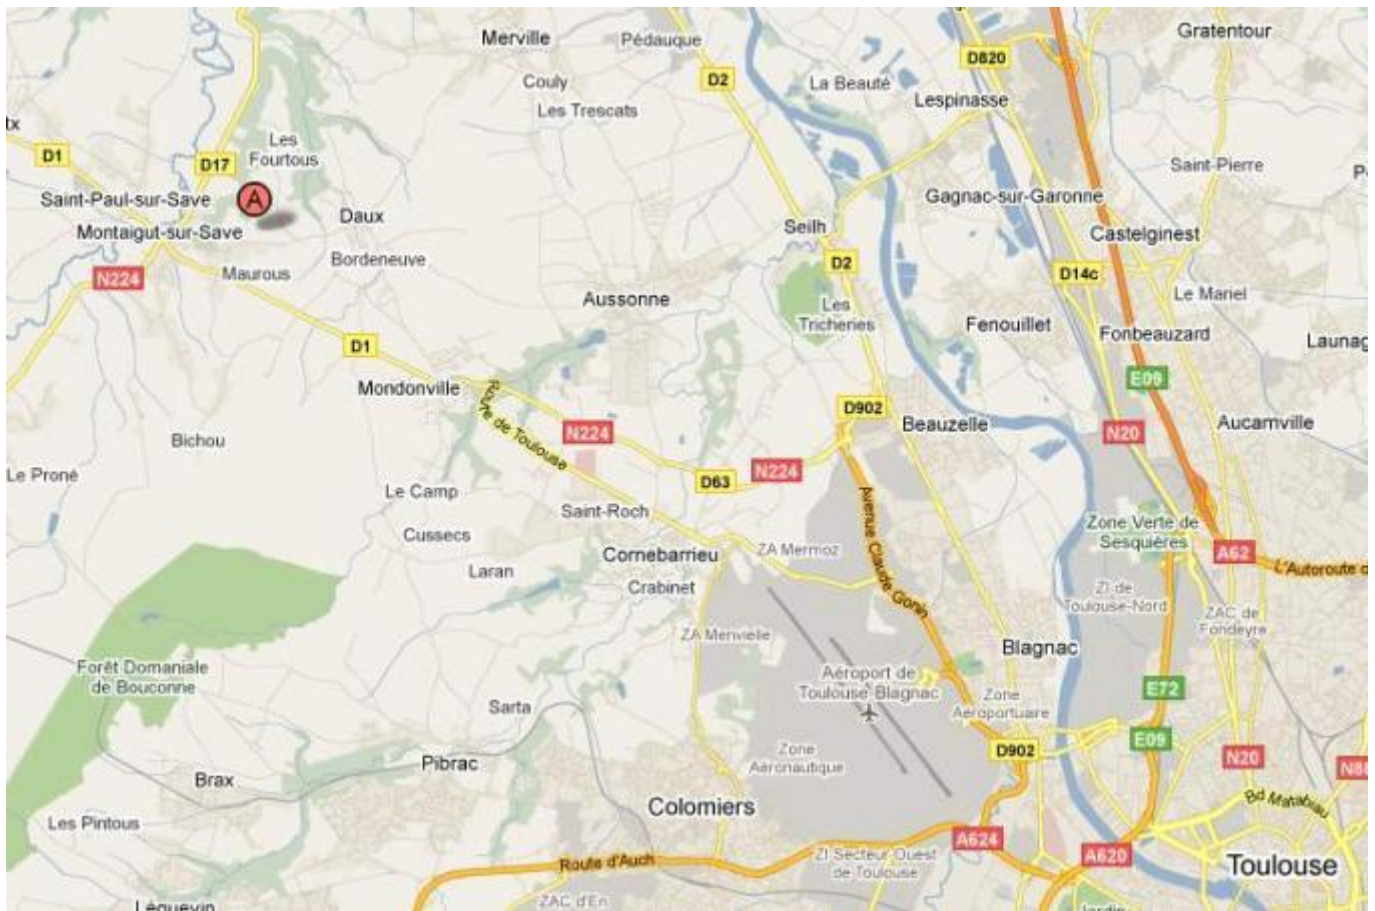 Merville
Pédauque
Gratentour
D820
La Beauté
D2
Couly
Lespinasse
Les Trescats
tx
D1
D17
Les
Fourtous
Saint-Pierre
Saint-Paul-sur-Save
A
Gagnac-sur-Garonne
Daux
Seilh
Montaigut-sur-Save
Castelginest
Bordeneuve
D2
Maurous
N224
D14c
Aussonne
Les
Tricheries
Le Mariel
Fenouillet
Fonbeauzard
Launag
D1
Mondonville
E09
Route de Toulouse
D902
Beauzelle
Aucamville
N224
N20
Bichou
Le Proné
N224
D63
Le Camp
Saint-Roch
Avenue Claude Gonin
Zone Verte de
Sesquières
Cussecs
Cornebarrieu
ZA Mermoz
A62
L'Autoroute d
Laran
Crabinet
ZI de
Toulouse-Nord
ZAC de
Fondeyre
ZA Menvielle
Blagnac
Forêt Domaniale
de Bouconne
Aéroport de
Toulouse-Blagnac
E72
Zone
Aéroportuaire
Sarta
E09
D902
Zone
Aéronautique
N20
N88
Pibrac
Brax
Colomiers
Bd Matabiau
Les Pintous
A624
A620
Route d'Auch
ZI Secteur Ouest
de Toulouse
Toulouse
Léguevin
ZAC d'En
Jardin